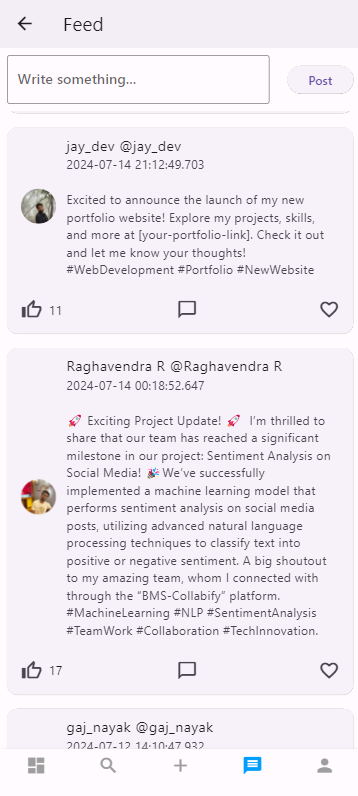 Feed
Write something...
Post
jay_dev @jay_dev
2024-07-14 21:12:49.703
Excited to announce the launch of my new
portfolio website! Explore my projects, skills,
and more at [your-portfolio-link]. Check it out
and let me know your thoughts!
#WebDevelopment #Portfolio #NewWebsite
11
Raghavendra R @Raghavendra R
2024-07-14 00:18:52.647
🚀 Exciting Project Update! 🚀 I'm thrilled to
share that our team has reached a significant
milestone in our project: Sentiment Analysis on
Social Media! 🎉 We've successfully
implemented a machine learning model that
performs sentiment analysis on social media
posts, utilizing advanced natural language
processing techniques to classify text into
positive or negative sentiment. A big shoutout
to my amazing team, whom I connected with
through the “BMS-Collabify” platform.
#MachineLearning #NLP #SentimentAnalysis
#TeamWork #Collaboration #TechInnovation.
17
gaj_nayak @gaj_nayak
2024-07-12 14:10:47.932